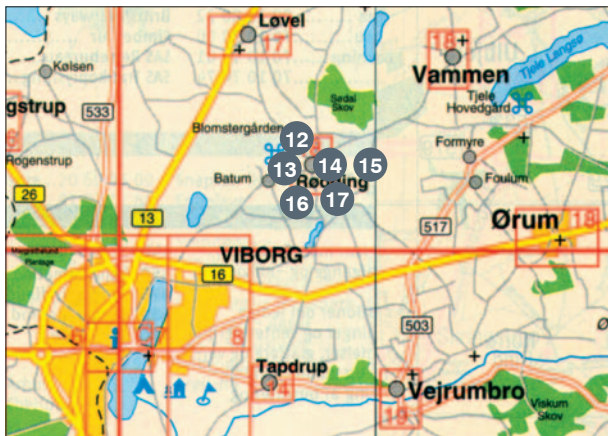 Løvel
17
Kølsen
18
Vammen
Tjele Langsø
Tjele
Hovedgård
Sødal
Skov
gstrup
533
Blomstergården
12
13
14
15
Rødding
16
17
Rogenstrup
Batum
Formyre
Foulum
26
13
517
Ørum
VIBORG
16
6
8
503
Tapdrup
14
Vejrumbro
19
Viskum
Skov